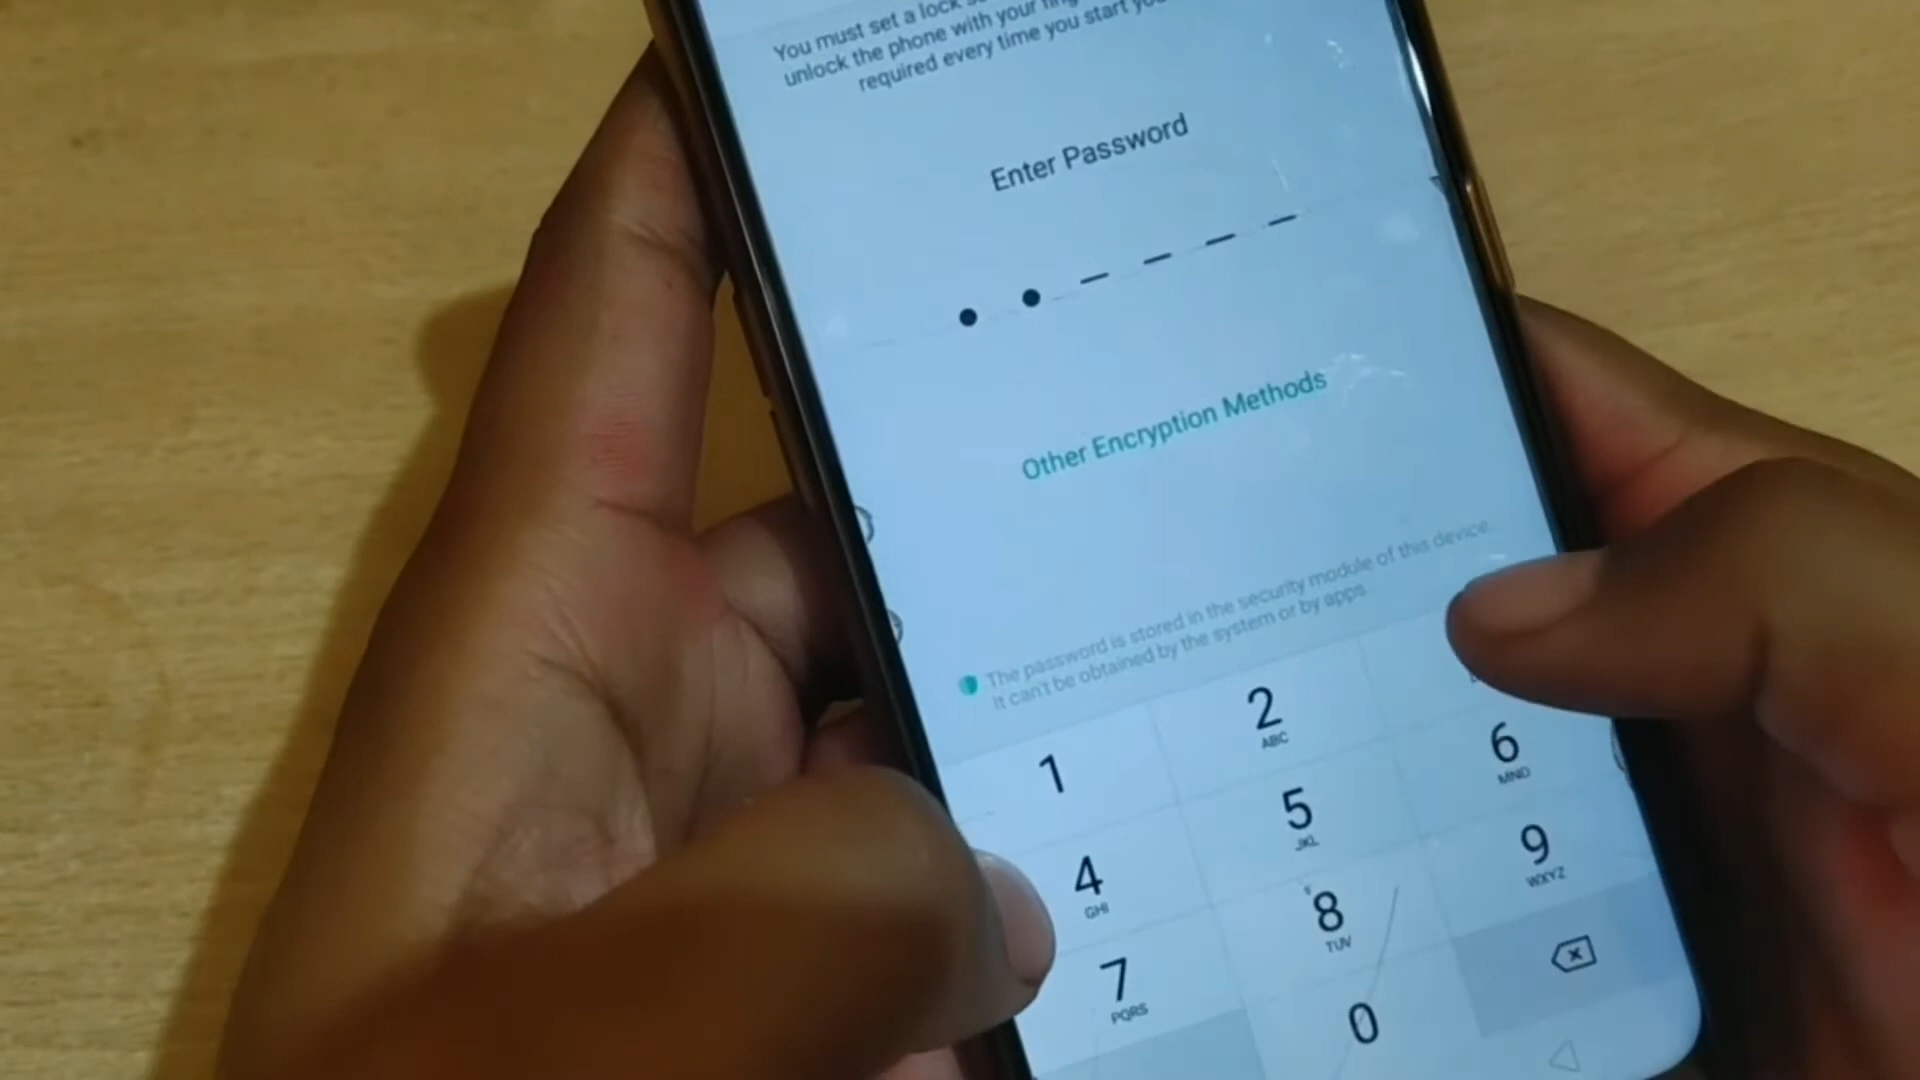 You must set a lock
unlock the phone with your
required every time you start
Enter Password
Other Encryption Methods
The password is stored in the security module of this device.
It can't be obtained by the system or by apps.
1
2
ABC
4
GHI
5
JKL
6
MNO
7
PQRS
8
TUV
9
WXYZ
0